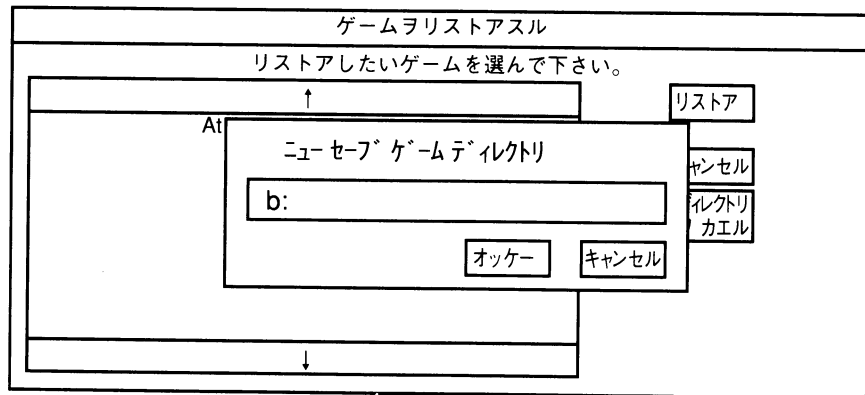 ゲームヲリストアスル
リストアしたいゲームを選んで下さい。
↑
リストア
At
ニューセーブゲームディレクトリ
b:
オッケー
キャンセル
ャンセル
ィレクトリ
カエル
↓